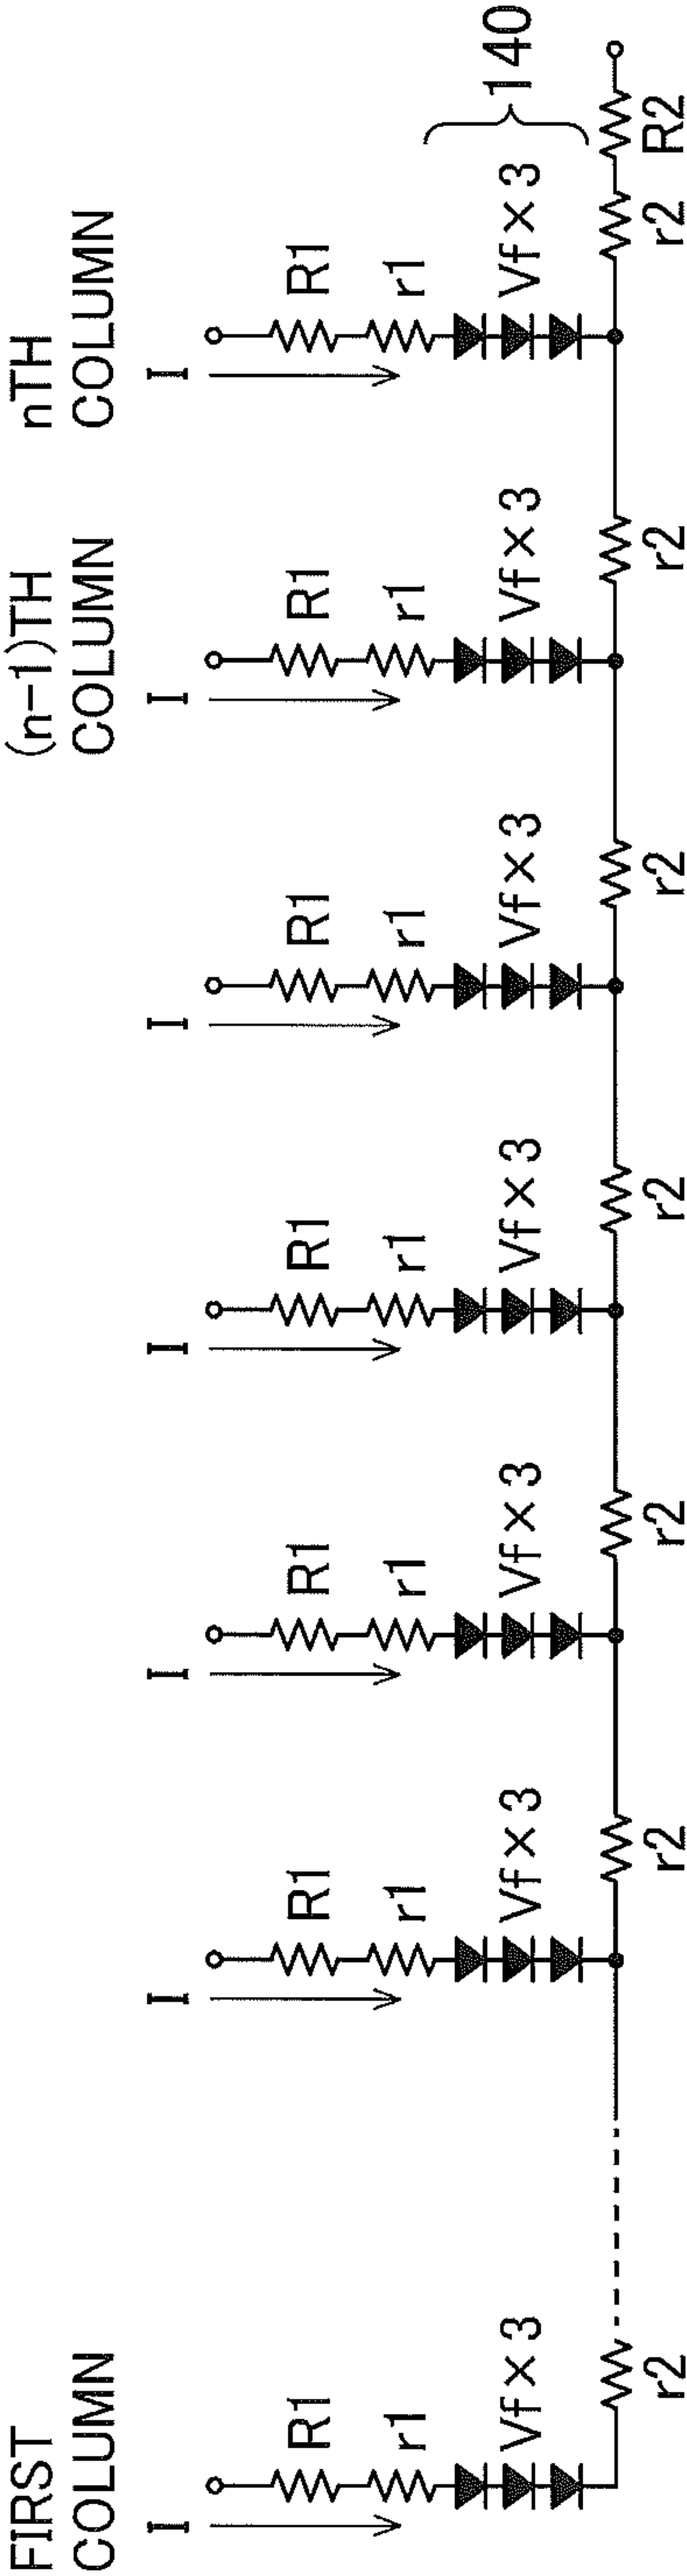 FIRST
COLUMN
(n-1)TH
COLUMN
nTH
COLUMN
I
I
I
I
I
I
I
R1
R1
R1
R1
R1
R1
R1
r1
r1
r1
r1
r1
r1
r1
Vf×3
Vf×3
Vf×3
Vf×3
Vf×3
Vf×3
Vf×3
140
r2
r2
r2
r2
r2
r2
r2
R2